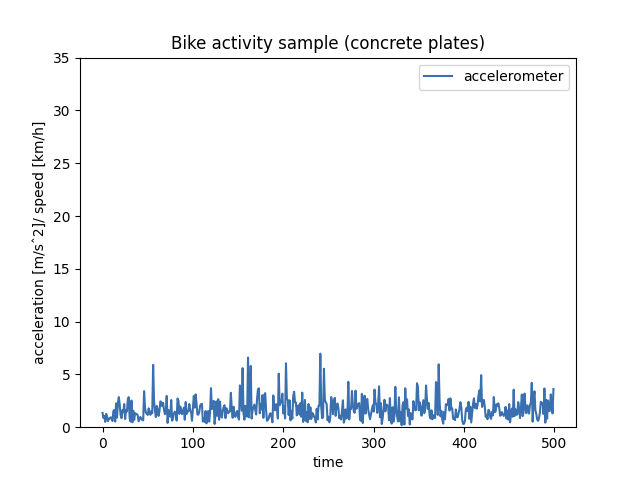 Bike activity sample (concrete plates)
accelerometer
35
30
25
20
15
10
5
0
acceleration [m/s^2]/ speed [km/h]
0 100 200 300 400 500
time